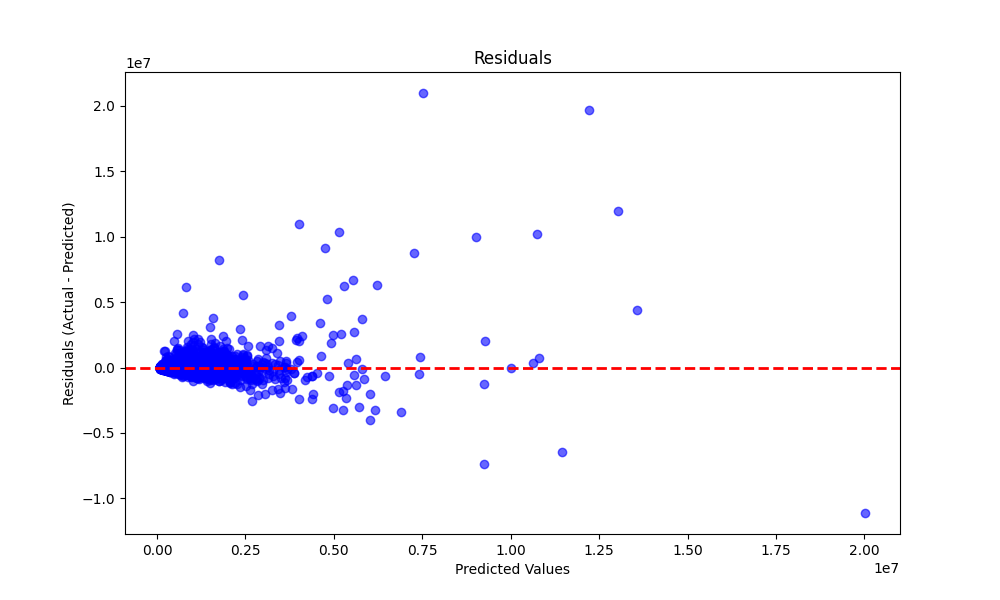 Residuals
1e7
2.0
1.5
1.0
0.5
0.0
−0.5
−1.0
Residuals (Actual - Predicted)
0.00 0.25 0.50 0.75 1.00 1.25 1.50 1.75 2.00
1e7
Predicted Values